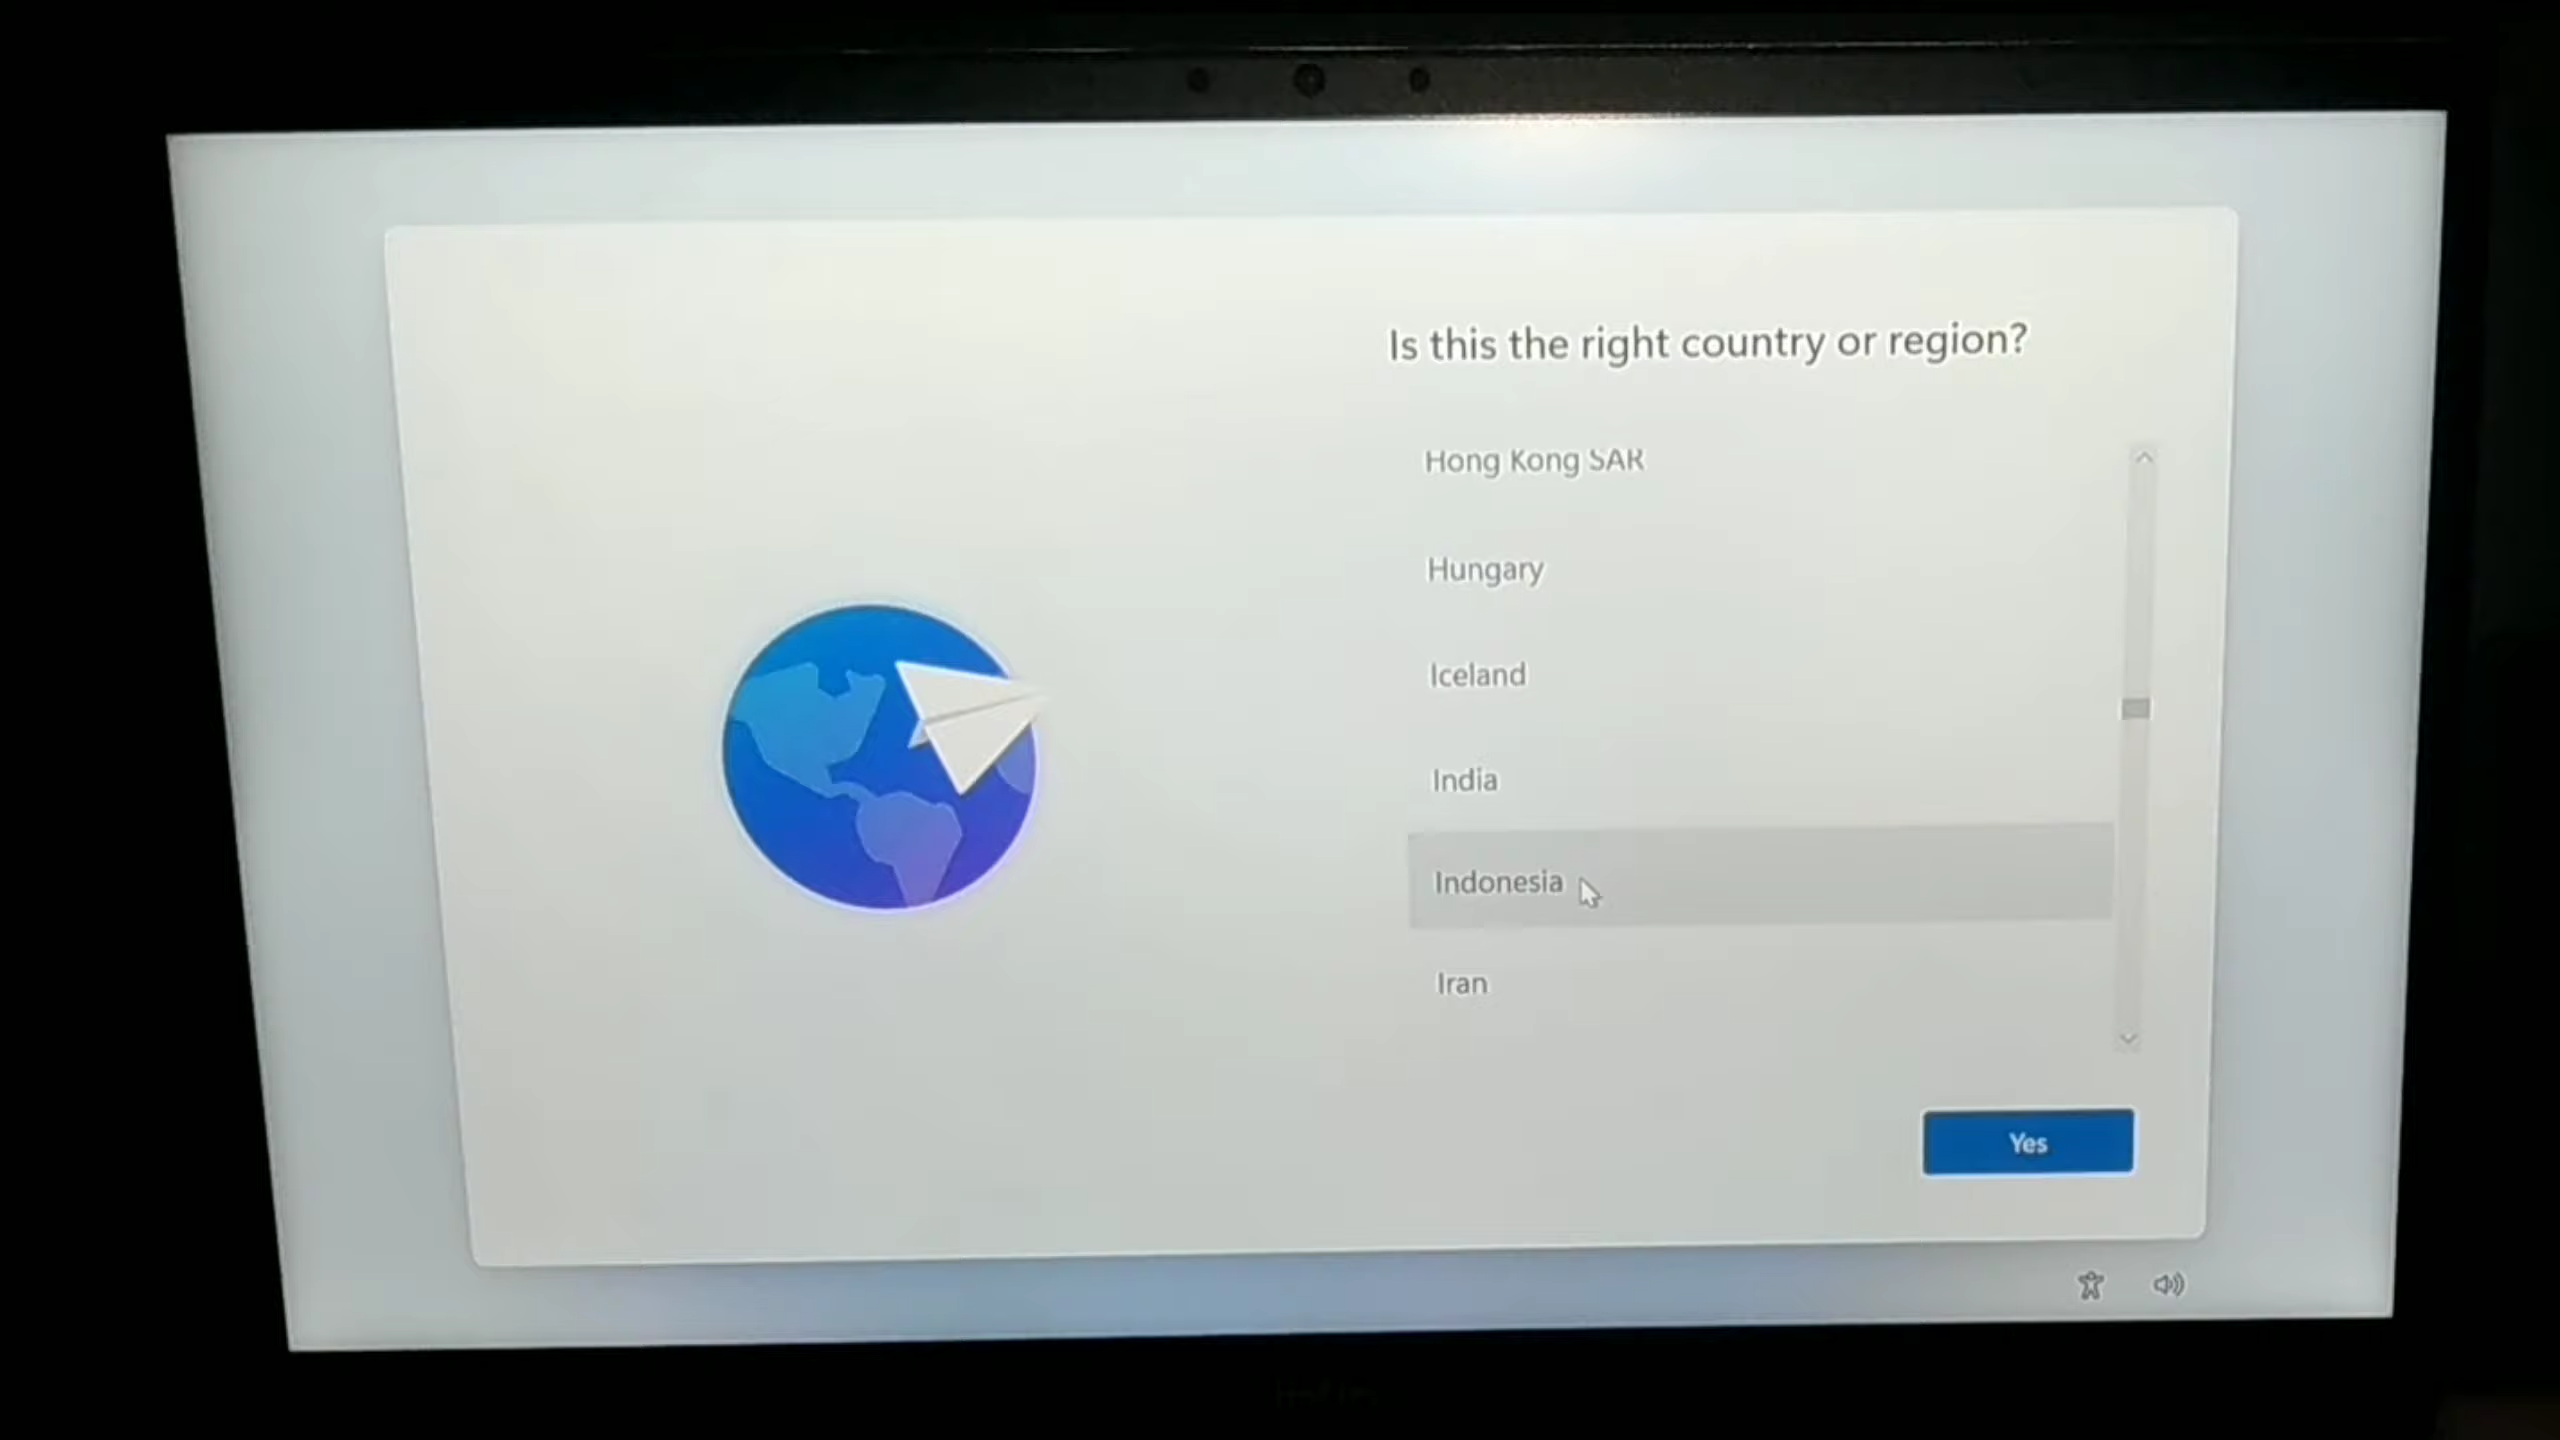 Is this the right country or region?
Hong Kong SAR
Hungary
Iceland
India
Indonesia
Iran
Yes